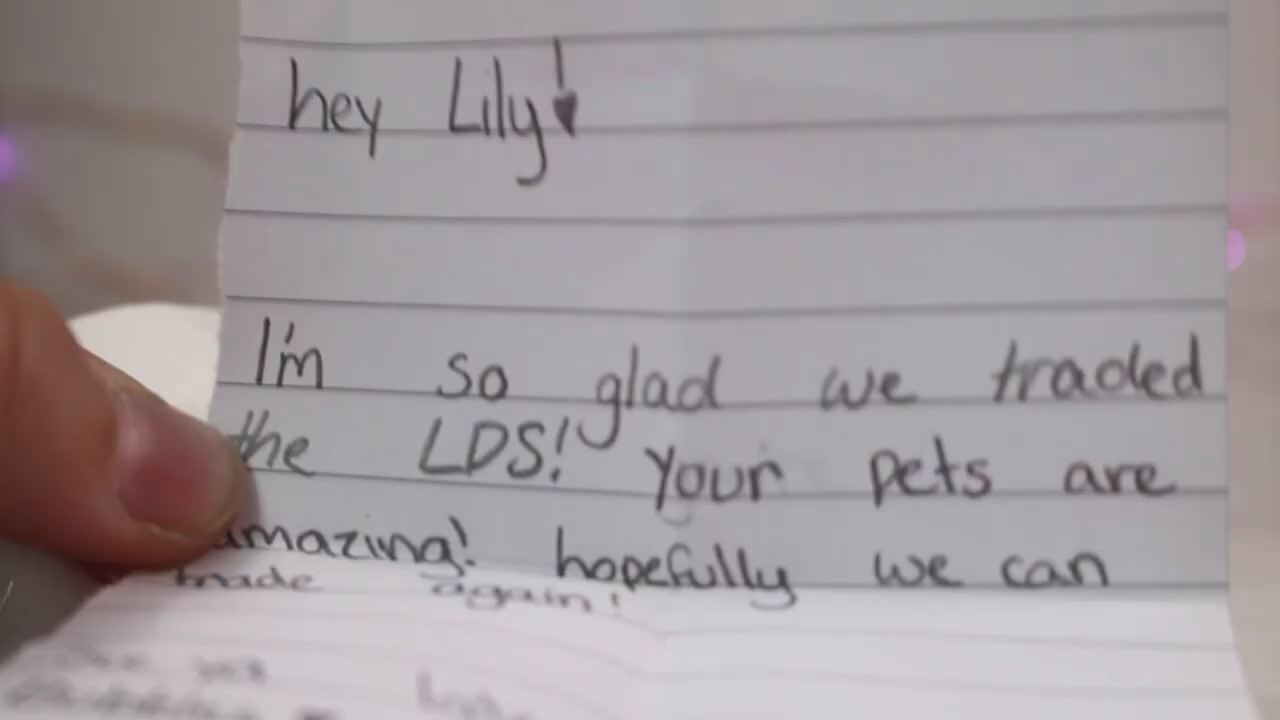 hey Lily!
I'm so glad we traded
the LDS! Your pets are
amazing! hopefully we can
trade again!